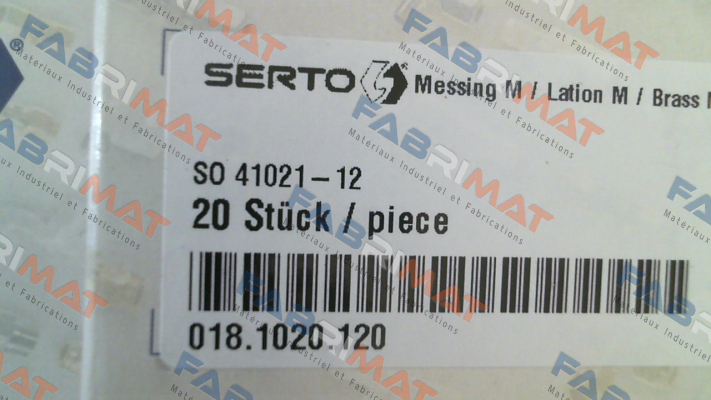 SERTO Messing M / Lation M / Brass
SO 41021-12
20 Stück / piece
018.1020.120
FABRIMAT
Matériaux Industriel et Fabrications